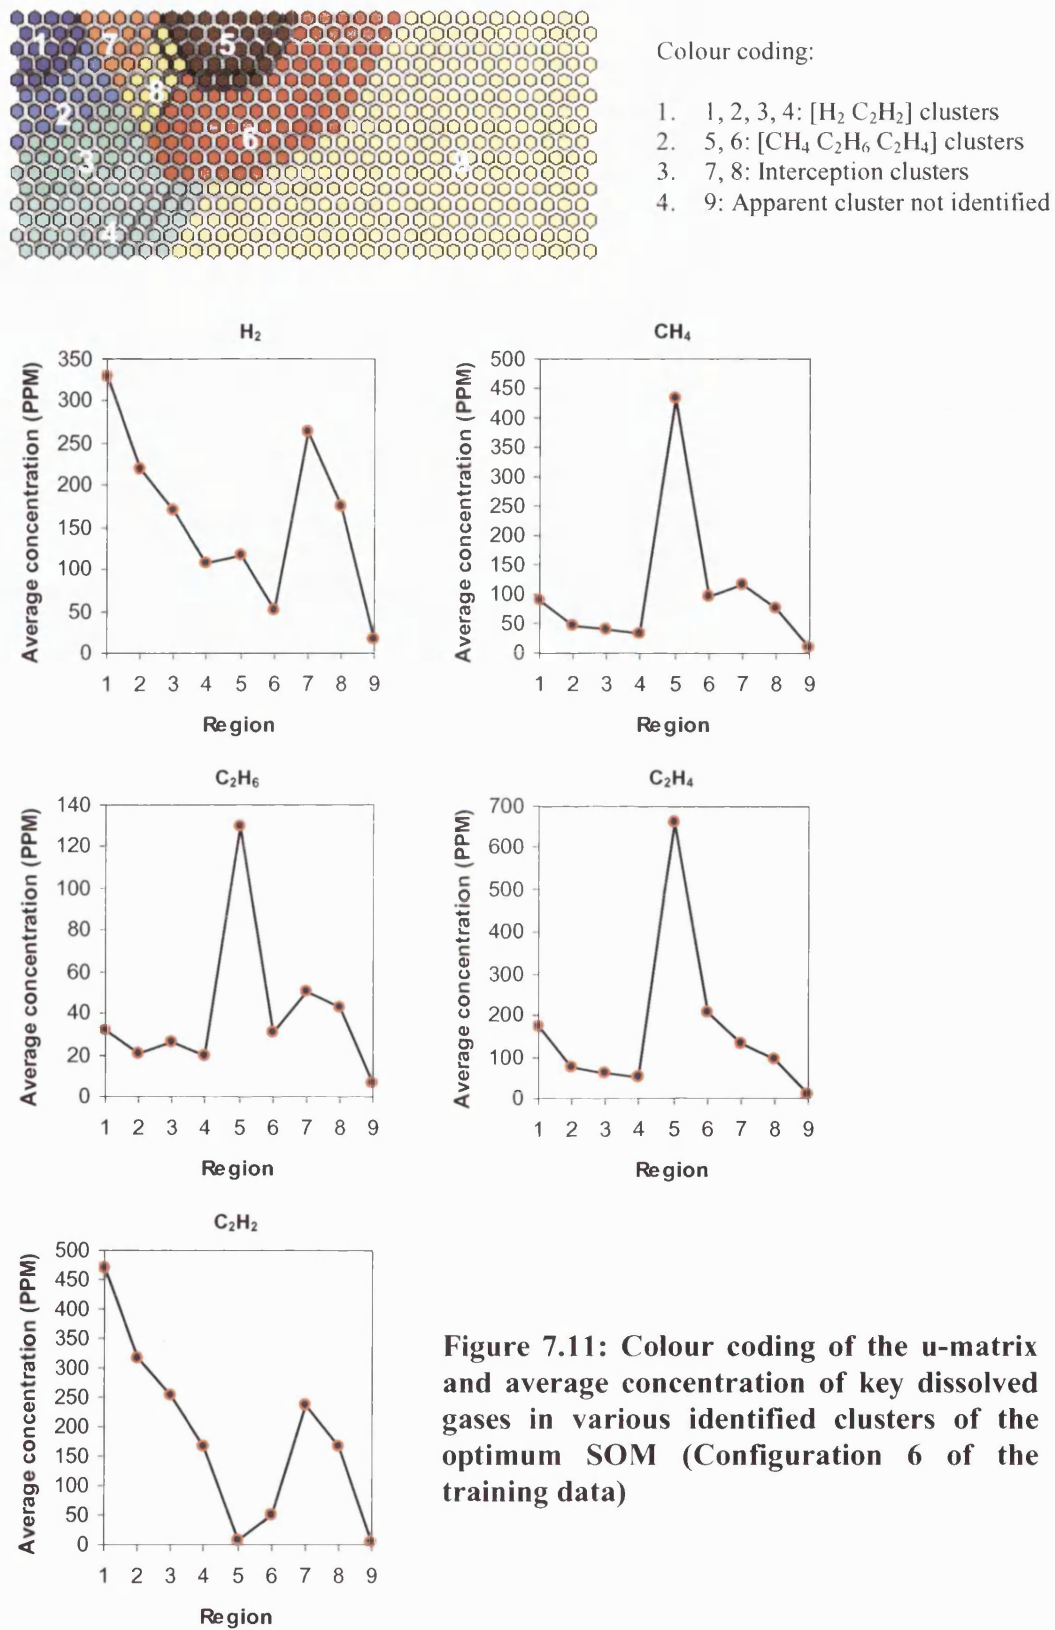 1
7
5
8
2
6
3
9
4
Colour coding:
1. 1, 2, 3, 4: [H₂ C₂H₂] clusters
2. 5, 6: [CH₄ C₂H₆ C₂H₄] clusters
3. 7, 8: Interception clusters
4. 9: Apparent cluster not identified
H₂
Average concentration (PPM)
350
300
250
200
150
100
50
0
1 2 3 4 5 6 7 8 9
Region
CH₄
Average concentration (PPM)
500
450
400
350
300
250
200
150
100
50
0
1 2 3 4 5 6 7 8 9
Region
C₂H₆
Average concentration (PPM)
140
120
100
80
60
40
20
0
1 2 3 4 5 6 7 8 9
Region
C₂H₄
Average concentration (PPM)
700
600
500
400
300
200
100
0
1 2 3 4 5 6 7 8 9
Region
C₂H₂
Average concentration (PPM)
500
450
400
350
300
250
200
150
100
50
0
1 2 3 4 5 6 7 8 9
Region
Figure 7.11: Colour coding of the u-matrix
and average concentration of key dissolved
gases in various identified clusters of the
optimum SOM (Configuration 6 of the
training data)